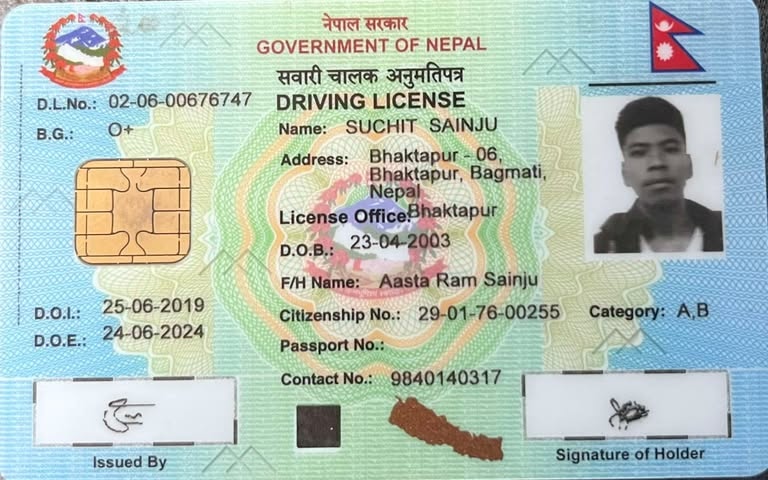 नेपाल सरकार
GOVERNMENT OF NEPAL
सवारी चालक अनुमतिपत्र
DRIVING LICENSE
D.L.No.: 02-06-00676747
B.G.: O+
Name: SUCHIT SAINJU
Address: Bhaktapur - 06,
Bhaktapur, Bagmati,
Nepal
License Office: Bhaktapur
D.O.B.: 23-04-2003
F/H Name: Aasta Ram Sainju
D.O.I.: 25-06-2019
Citizenship No.: 29-01-76-00255
Category: A,B
D.O.E.: 24-06-2024
Passport No.:
Contact No.: 9840140317
Issued By
Signature of Holder